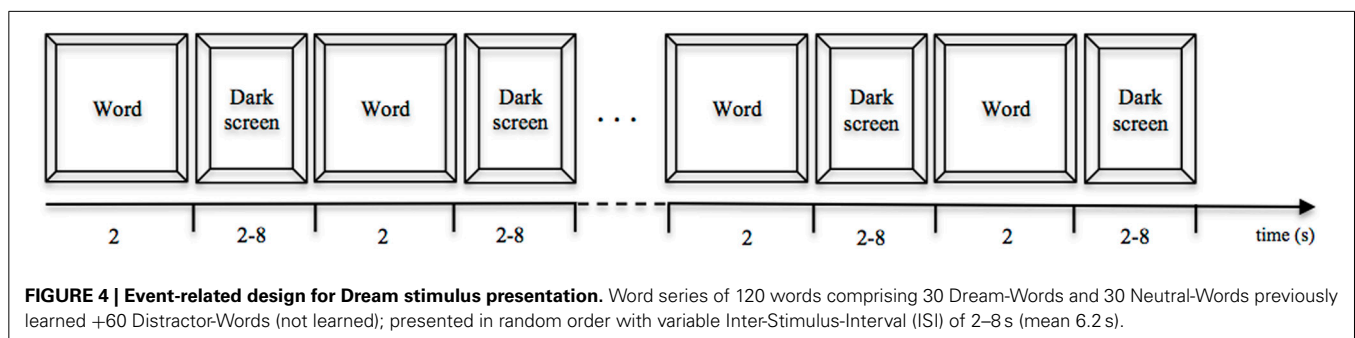 Word Dark screen Word Dark screen . . . Word Dark screen Word Dark screen
2 2-8 2 2-8 2 2-8 2 2-8 time (s)
FIGURE 4 | Event-related design for Dream stimulus presentation. Word series of 120 words comprising 30 Dream-Words and 30 Neutral-Words previously
learned +60 Distractor-Words (not learned); presented in random order with variable Inter-Stimulus-Interval (ISI) of 2–8 s (mean 6.2 s).